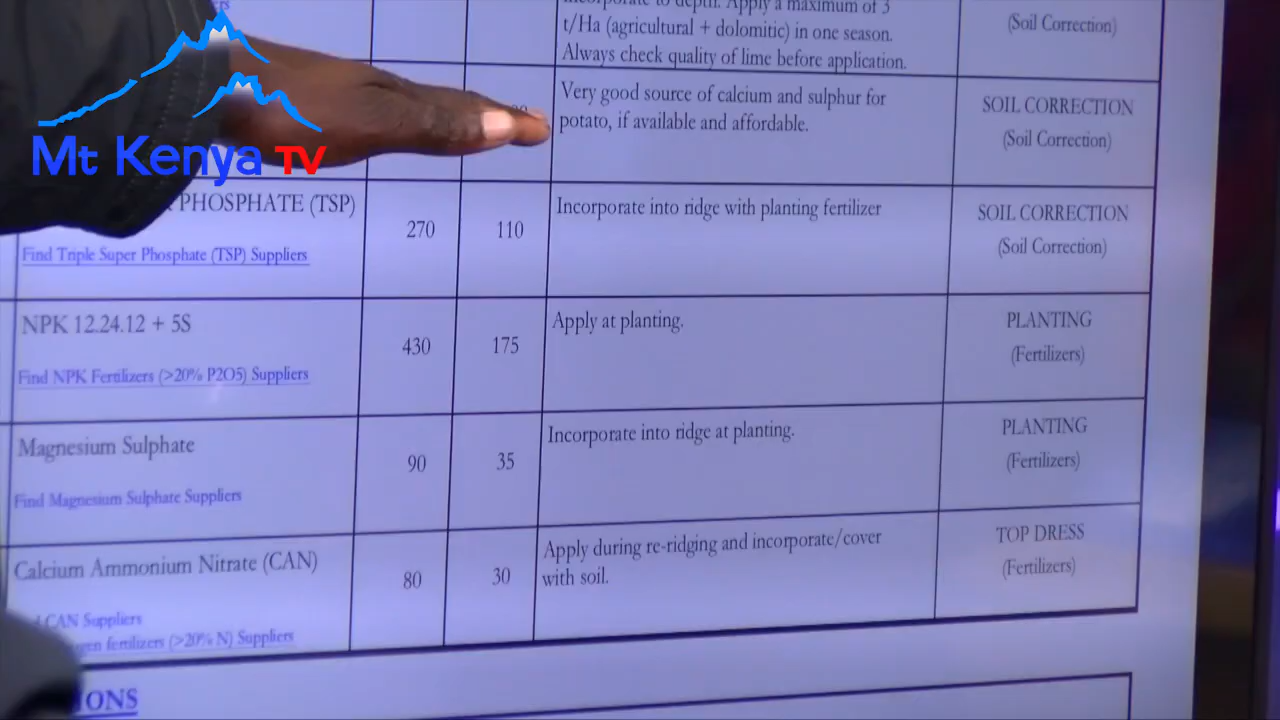 t/Ha (agricultural + dolomitic) in one season.
Always check quality of lime before application.
(Soil Correction)
Very good source of calcium and sulphur for
potato, if available and affordable.
SOIL CORRECTION
(Soil Correction)
Mt Kenya TV
PHOSPHATE (TSP)
Find Triple Super Phosphate (TSP) Suppliers
270
110
Incorporate into ridge with planting fertilizer
SOIL CORRECTION
(Soil Correction)
NPK 12.24.12 + 5S
Find NPK Fertilizers (>20% P2O5) Suppliers
430
175
Apply at planting.
PLANTING
(Fertilizers)
Magnesium Sulphate
Find Magnesium Sulphate Suppliers
90
35
Incorporate into ridge at planting.
PLANTING
(Fertilizers)
Calcium Ammonium Nitrate (CAN)
CAN Suppliers
fertilizers (>20% N) Suppliers
80
30
Apply during re-ridging and incorporate/cover
with soil.
TOP DRESS
(Fertilizers)